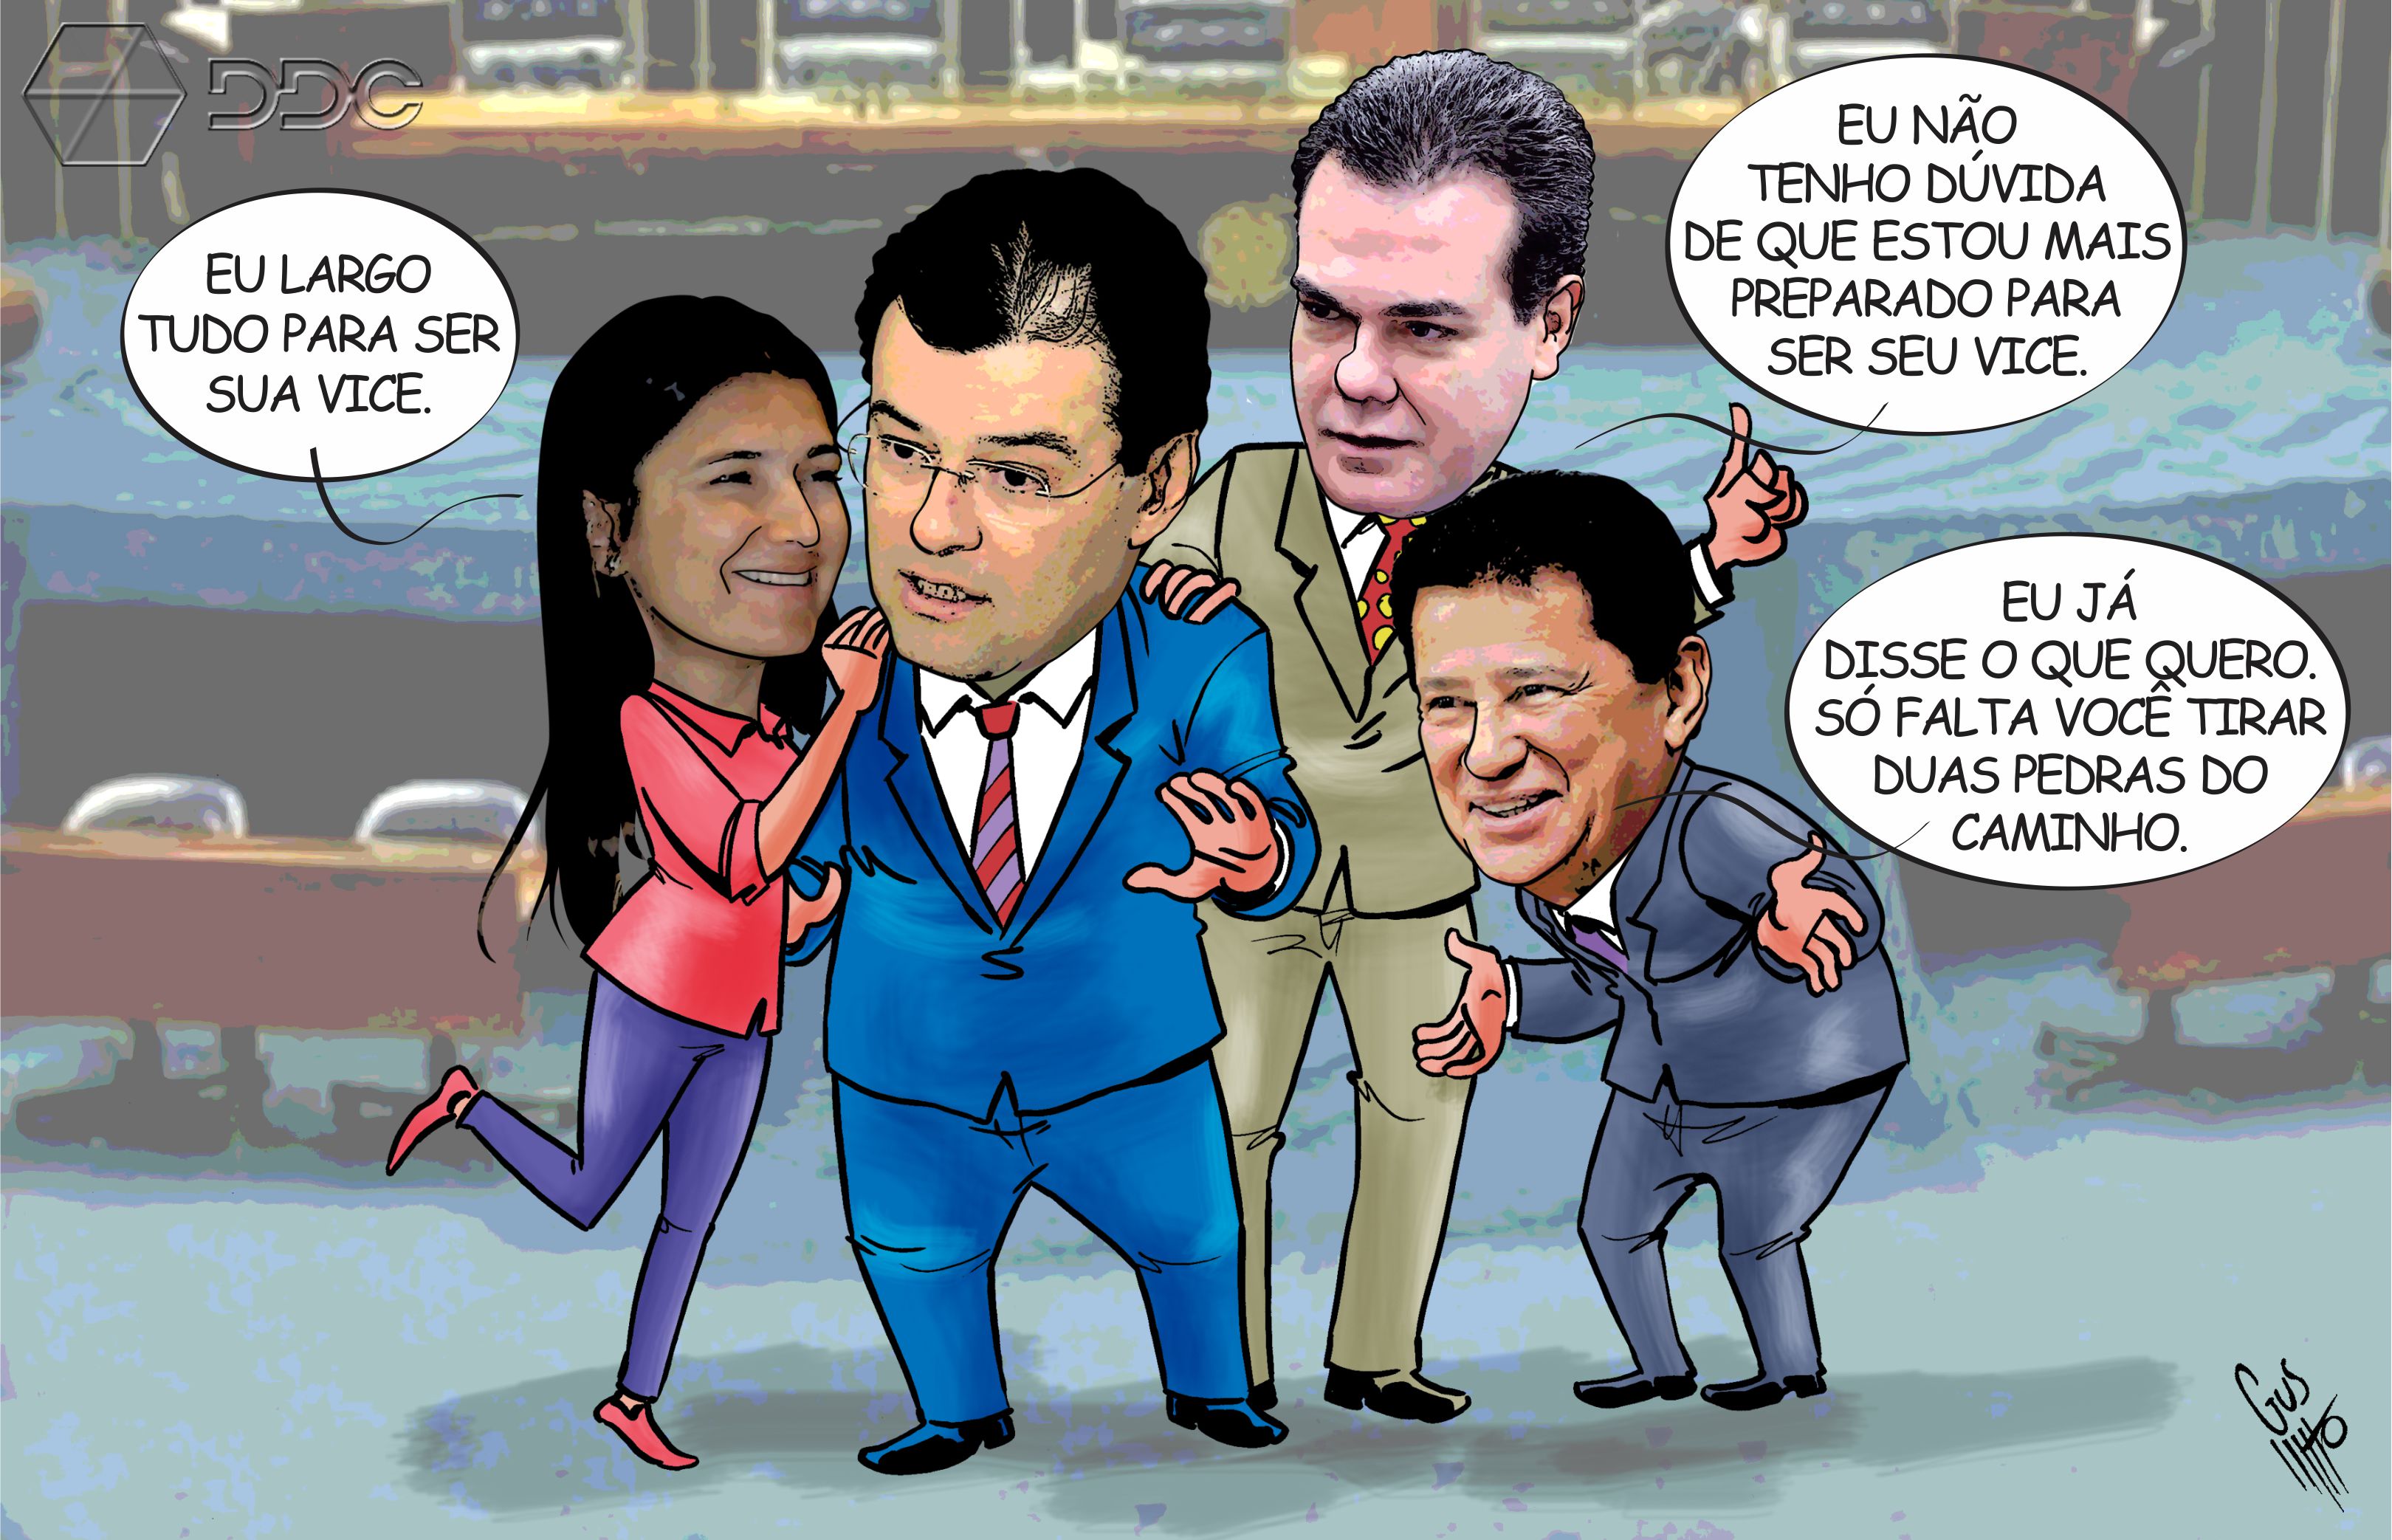 DDC
EU LARGO
TUDO PARA SER
SUA VICE.
EU NÃO
TENHO DÚVIDA
DE QUE ESTOU MAIS
PREPARADO PARA
SER SEU VICE.
EU JÁ
DISSE O QUE QUERO.
SÓ FALTA VOCÊ TIRAR
DUAS PEDRAS DO
CAMINHO.
GUS